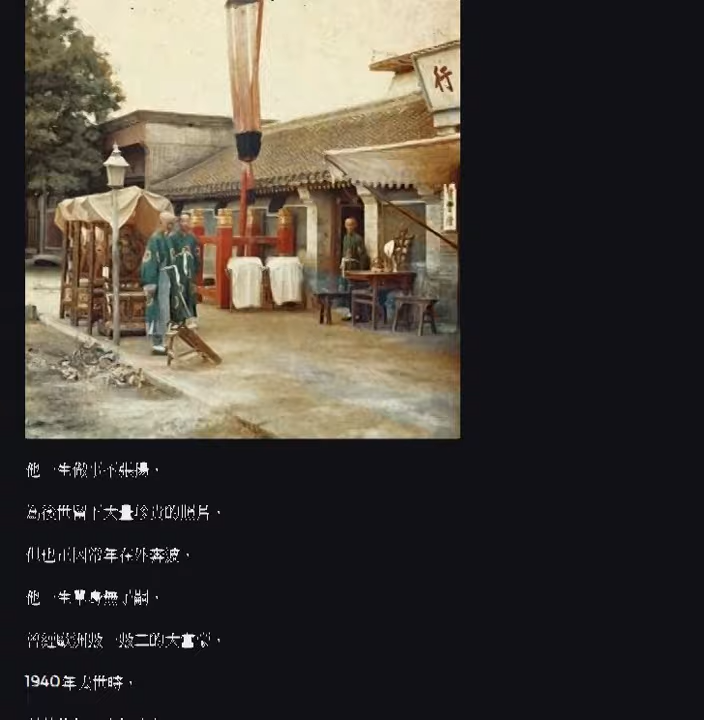 行
他一生做事不張揚，
為後世留下大量珍貴的照片，
但也正因常年在外奔波，
他一生單身無子嗣，
曾經歐洲數一數二的大富豪，
1940年去世時，